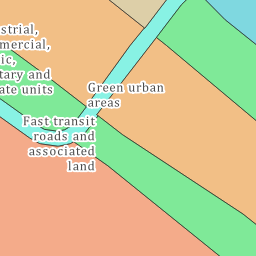 strial,
mercial,
ic,
tary and
ate units
Green urban
areas
Fast transit
roads and
associated
land